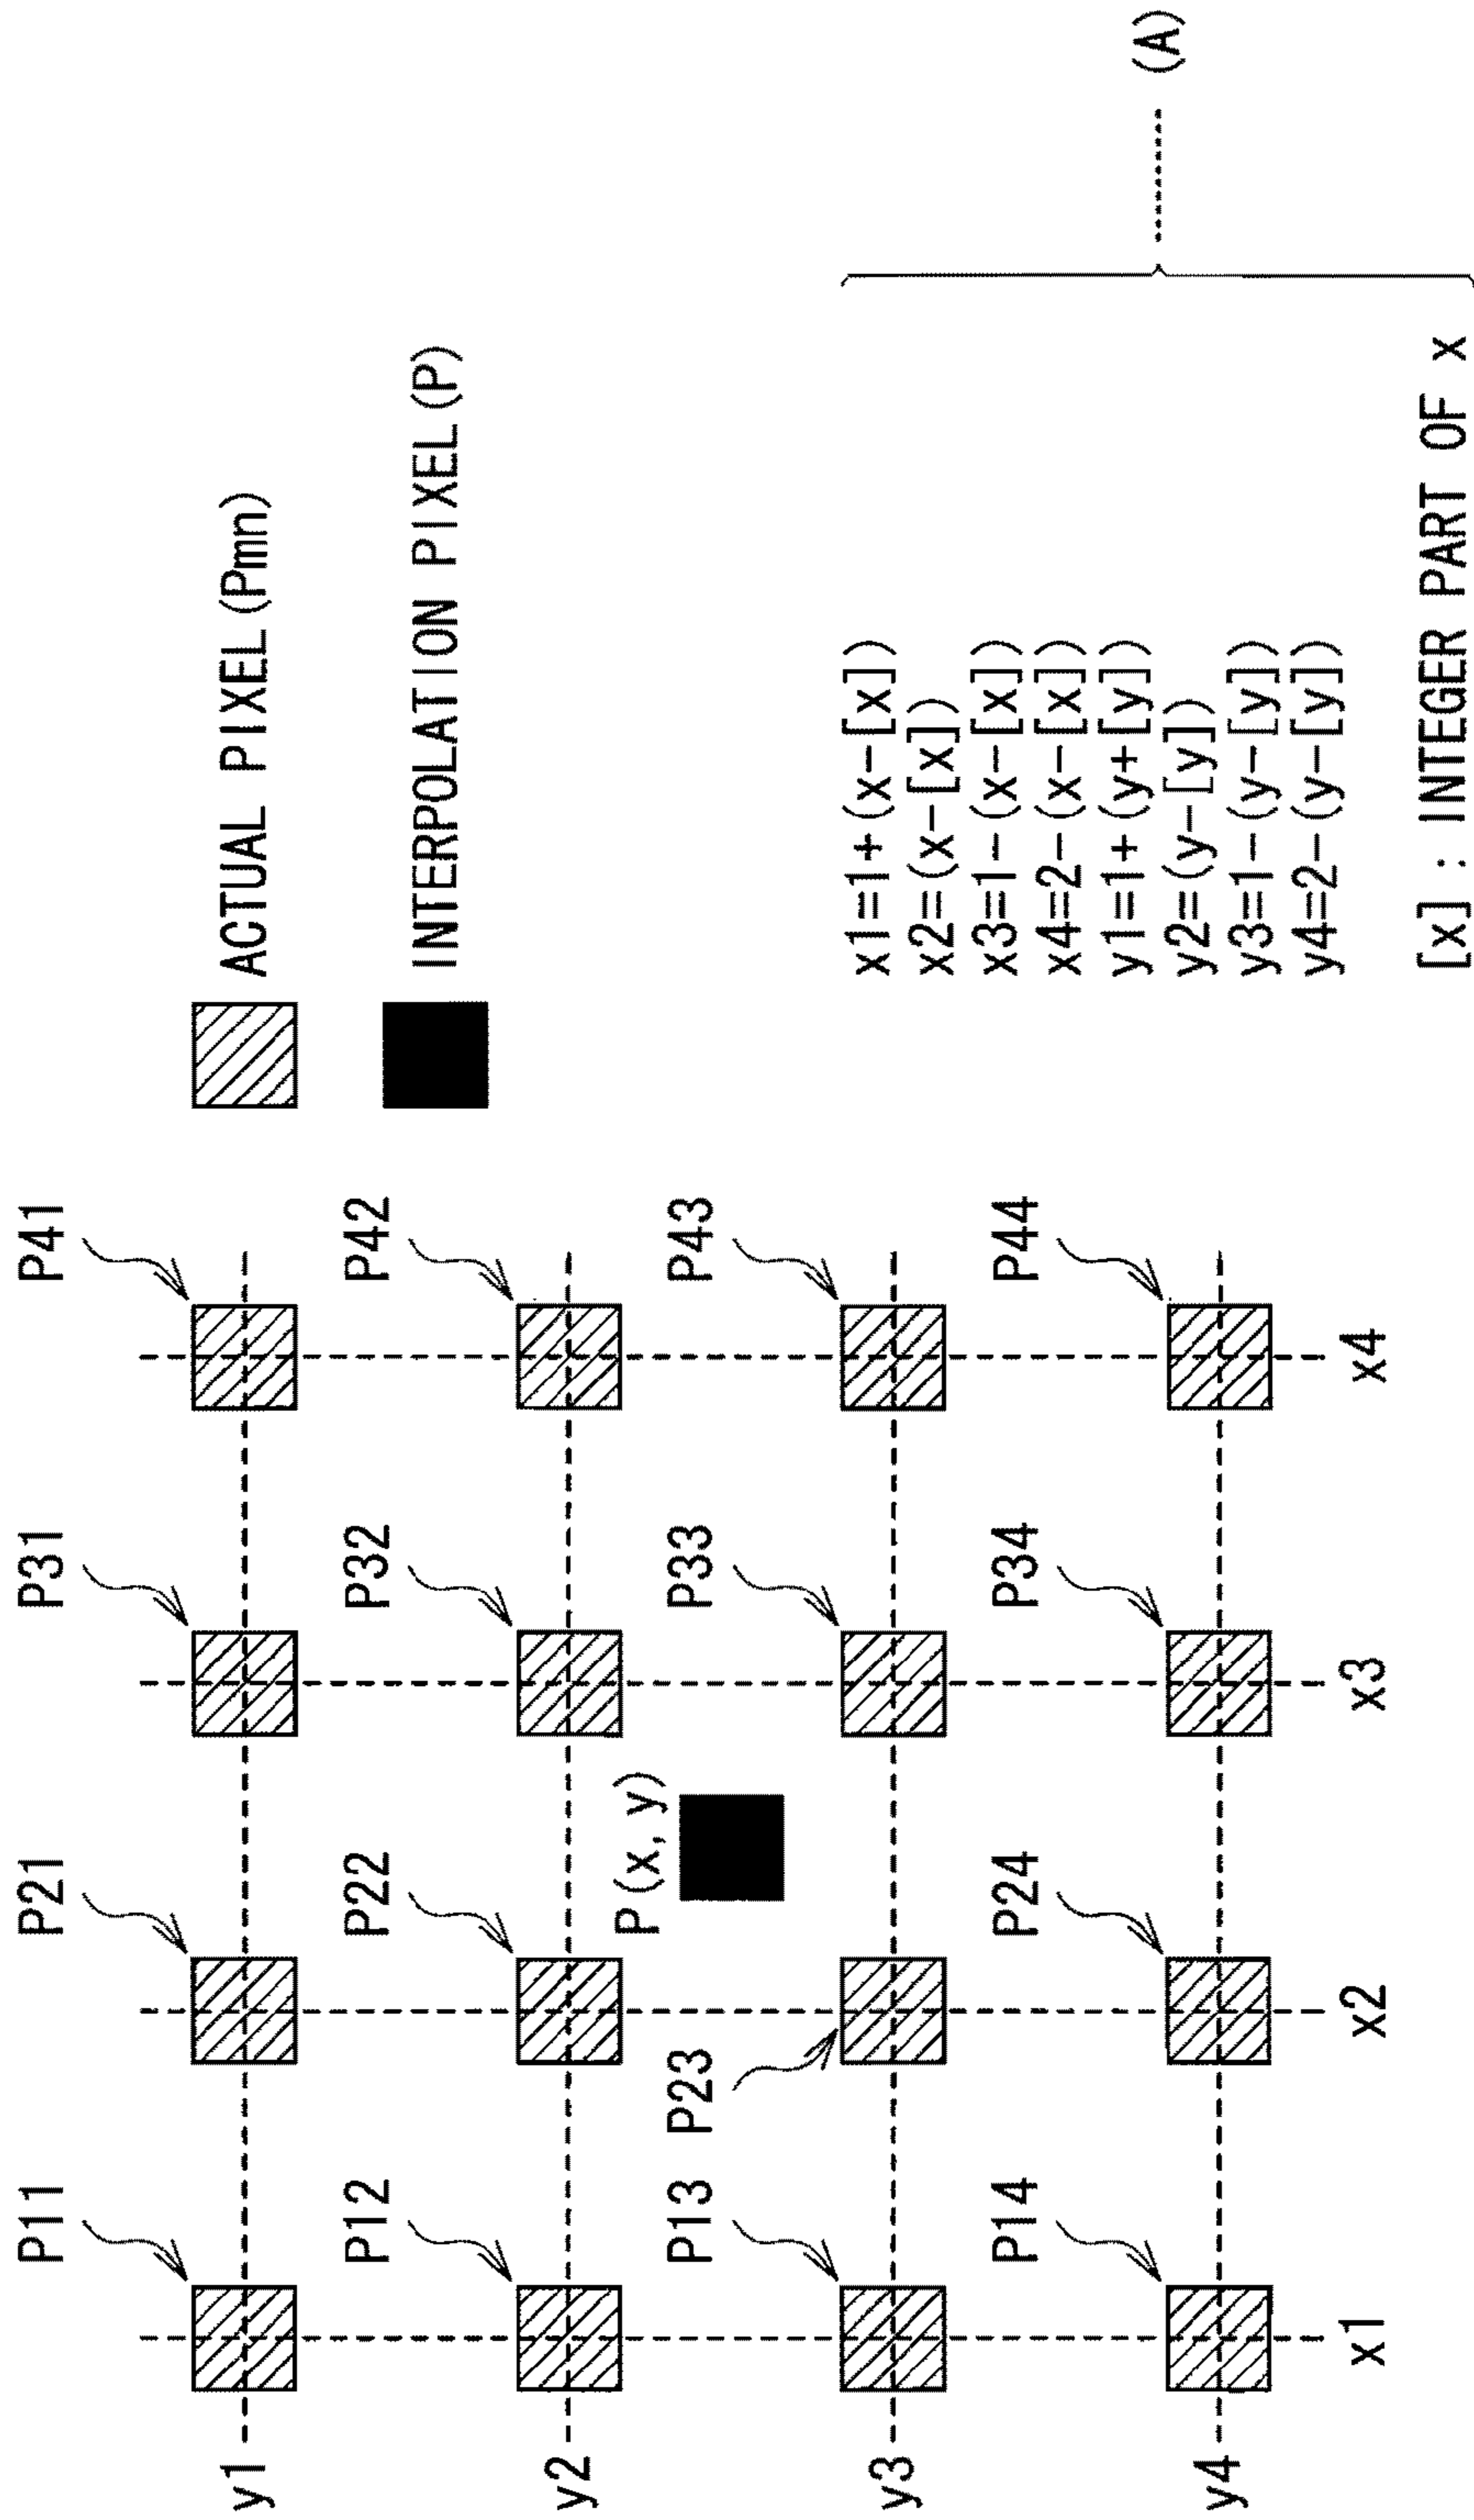 P11 P21 P31 P41
y1
ACTUAL PIXEL(Pmn)
P12 P22 P32 P42
y2
INTERPOLATION PIXEL(P)
P(x, y)
P13 P23 P33 P43
y3
P14 P24 P34 P44
y4
x1 x2 x3 x4
x1=1+(x-[x])
x2=(x-[x])
x3=1-(x-[x])
x4=2-(x-[x])
y1=1+(y+[y])
y2=(y-[y])
y3=1-(y-[y])
y4=2-(y-[y])
[x] : INTEGER PART OF x
(A)